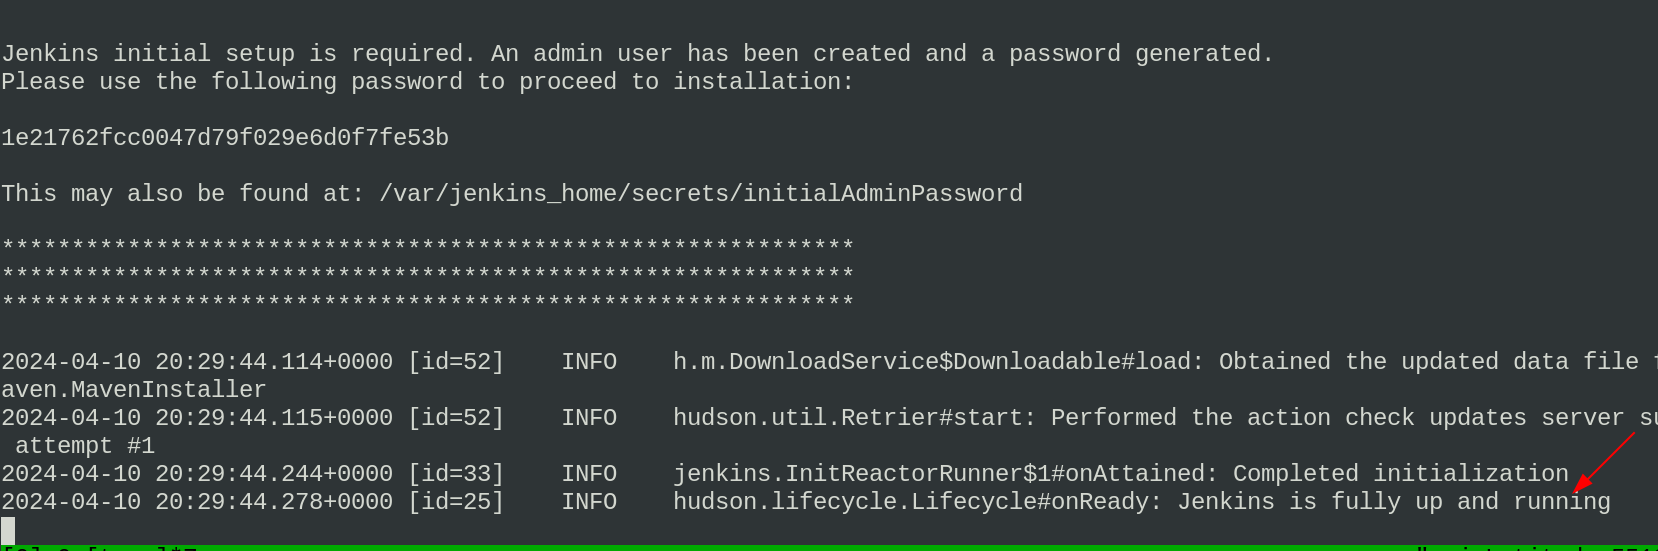 Jenkins initial setup is required. An admin user has been created and a password generated.
Please use the following password to proceed to installation:
1e21762fcc0047d79f029e6d0f7fe53b
This may also be found at: /var/jenkins_home/secrets/initialAdminPassword
*************************************************************
*************************************************************
*************************************************************
2024-04-10 20:29:44.114+0000 [id=52] INFO h.m.DownloadService$Downloadable#load: Obtained the updated data file
aven.MavenInstaller
2024-04-10 20:29:44.115+0000 [id=52] INFO hudson.util.Retrier#start: Performed the action check updates server
attempt #1
2024-04-10 20:29:44.244+0000 [id=33] INFO jenkins.InitReactorRunner$1#onAttained: Completed initialization
2024-04-10 20:29:44.278+0000 [id=25] INFO hudson.lifecycle.Lifecycle#onReady: Jenkins is fully up and running